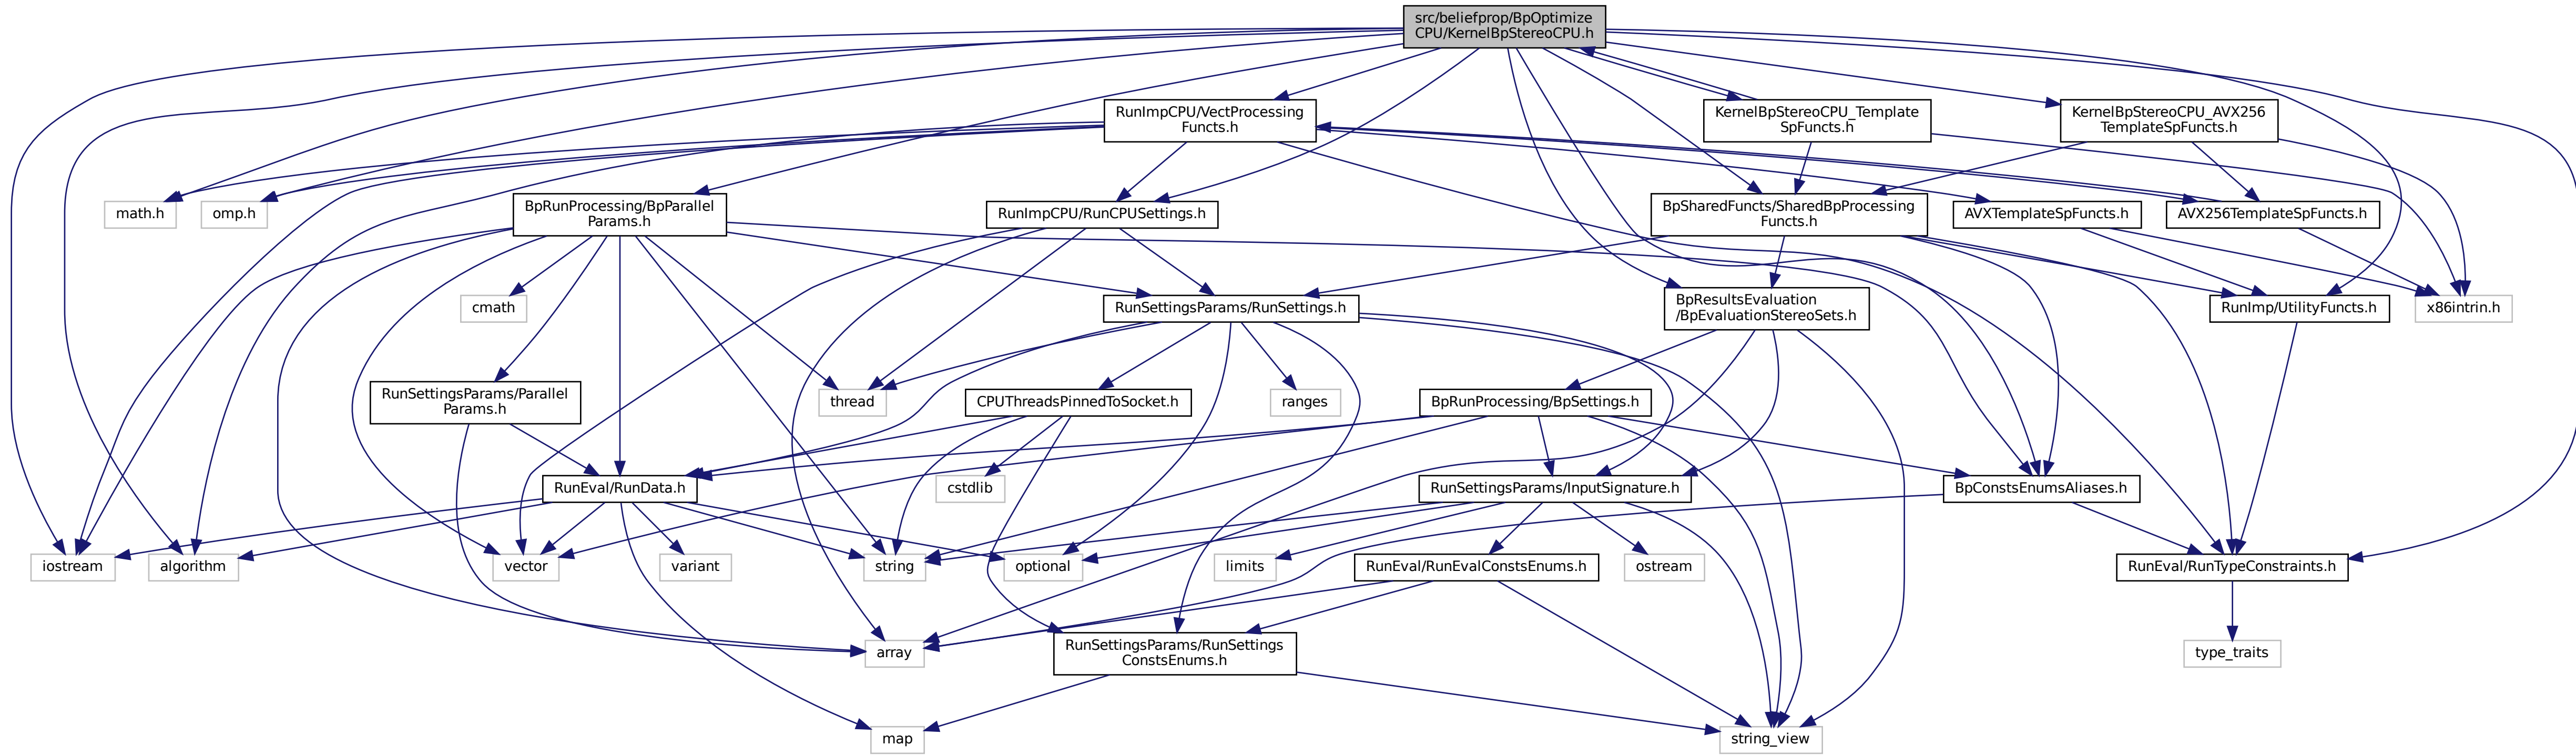 src/beliefprop/BpOptimize
CPU/KernelBpStereoCPU.h
RunImpCPU/VectProcessing
Functs.h
KernelBpStereoCPU_Template
SpFuncts.h
KernelBpStereoCPU_AVX256
TemplateSpFuncts.h
math.h
omp.h
BpRunProcessing/BpParallel
Params.h
RunImpCPU/RunCPUSettings.h
BpSharedFuncts/SharedBpProcessing
Functs.h
AVXTemplateSpFuncts.h
AVX256TemplateSpFuncts.h
cmath
RunSettingsParams/RunSettings.h
BpResultsEvaluation
/BpEvaluationStereoSets.h
RunImp/UtilityFuncts.h
x86intrin.h
RunSettingsParams/Parallel
Params.h
thread
CPUThreadsPinnedToSocket.h
ranges
BpRunProcessing/BpSettings.h
RunEval/RunData.h
cstdlib
RunSettingsParams/InputSignature.h
BpConstsEnumsAliases.h
iostream
algorithm
vector
variant
string
optional
limits
RunEval/RunEvalConstsEnums.h
ostream
RunEval/RunTypeConstraints.h
array
RunSettingsParams/RunSettings
ConstsEnums.h
type_traits
map
string_view